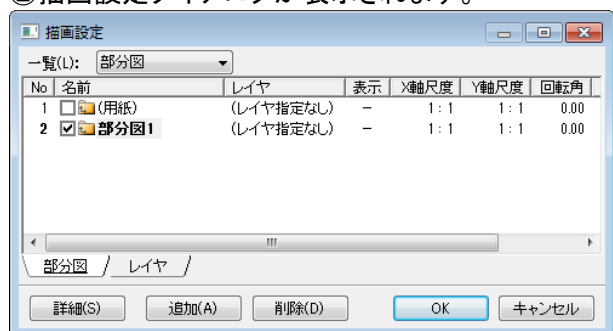 ②描画設定ダイアログが表示されます。
描画設定
一覧(L): 部分図
No 名前 レイヤ 表示 X軸尺度 Y軸尺度 回転角
1 (用紙) (レイヤ指定なし) － 1 : 1 1 : 1 0.00
2 部分図1 (レイヤ指定なし) － 1 : 1 1 : 1 0.00
部分図 レイヤ
詳細(S) 追加(A) 削除(D) OK キャンセル